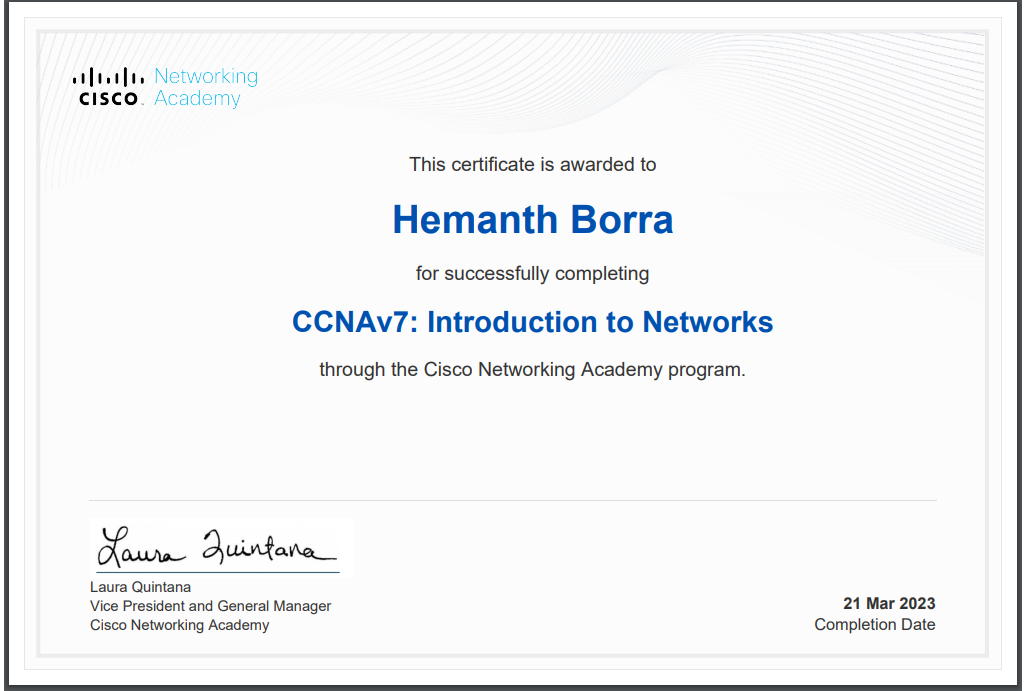 CISCO. Networking
Academy
This certificate is awarded to
Hemanth Borra
for successfully completing
CCNAv7: Introduction to Networks
through the Cisco Networking Academy program.
Laura Quintana
Laura Quintana
Vice President and General Manager
Cisco Networking Academy
21 Mar 2023
Completion Date